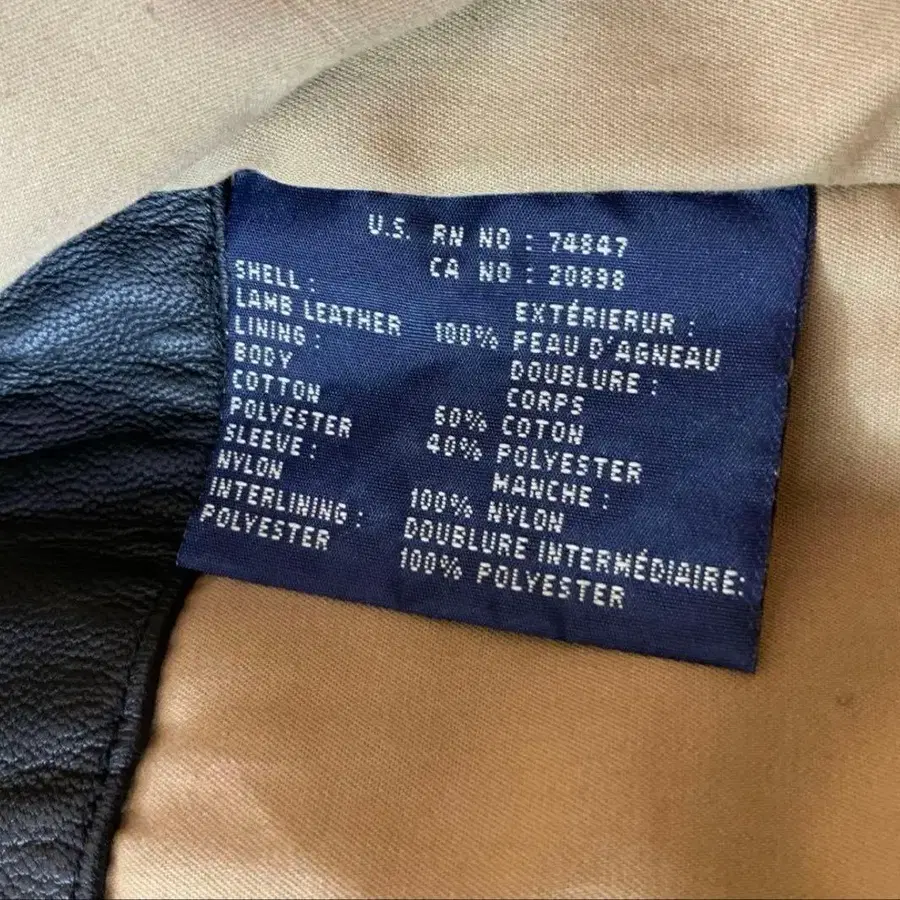 U.S. RN NO : 74847
CA NO : 20898
SHELL : EXTÉRIERUR :
LAMB LEATHER 100% PEAU D'AGNEAU
LINING : DOUBLURE :
BODY CORPS
COTTON 60% COTON
POLYESTER 40% POLYESTER
SLEEVE : MANCHE :
NYLON 100% NYLON
INTERLINING : DOUBLURE INTERMÉDIAIRE:
POLYESTER 100% POLYESTER